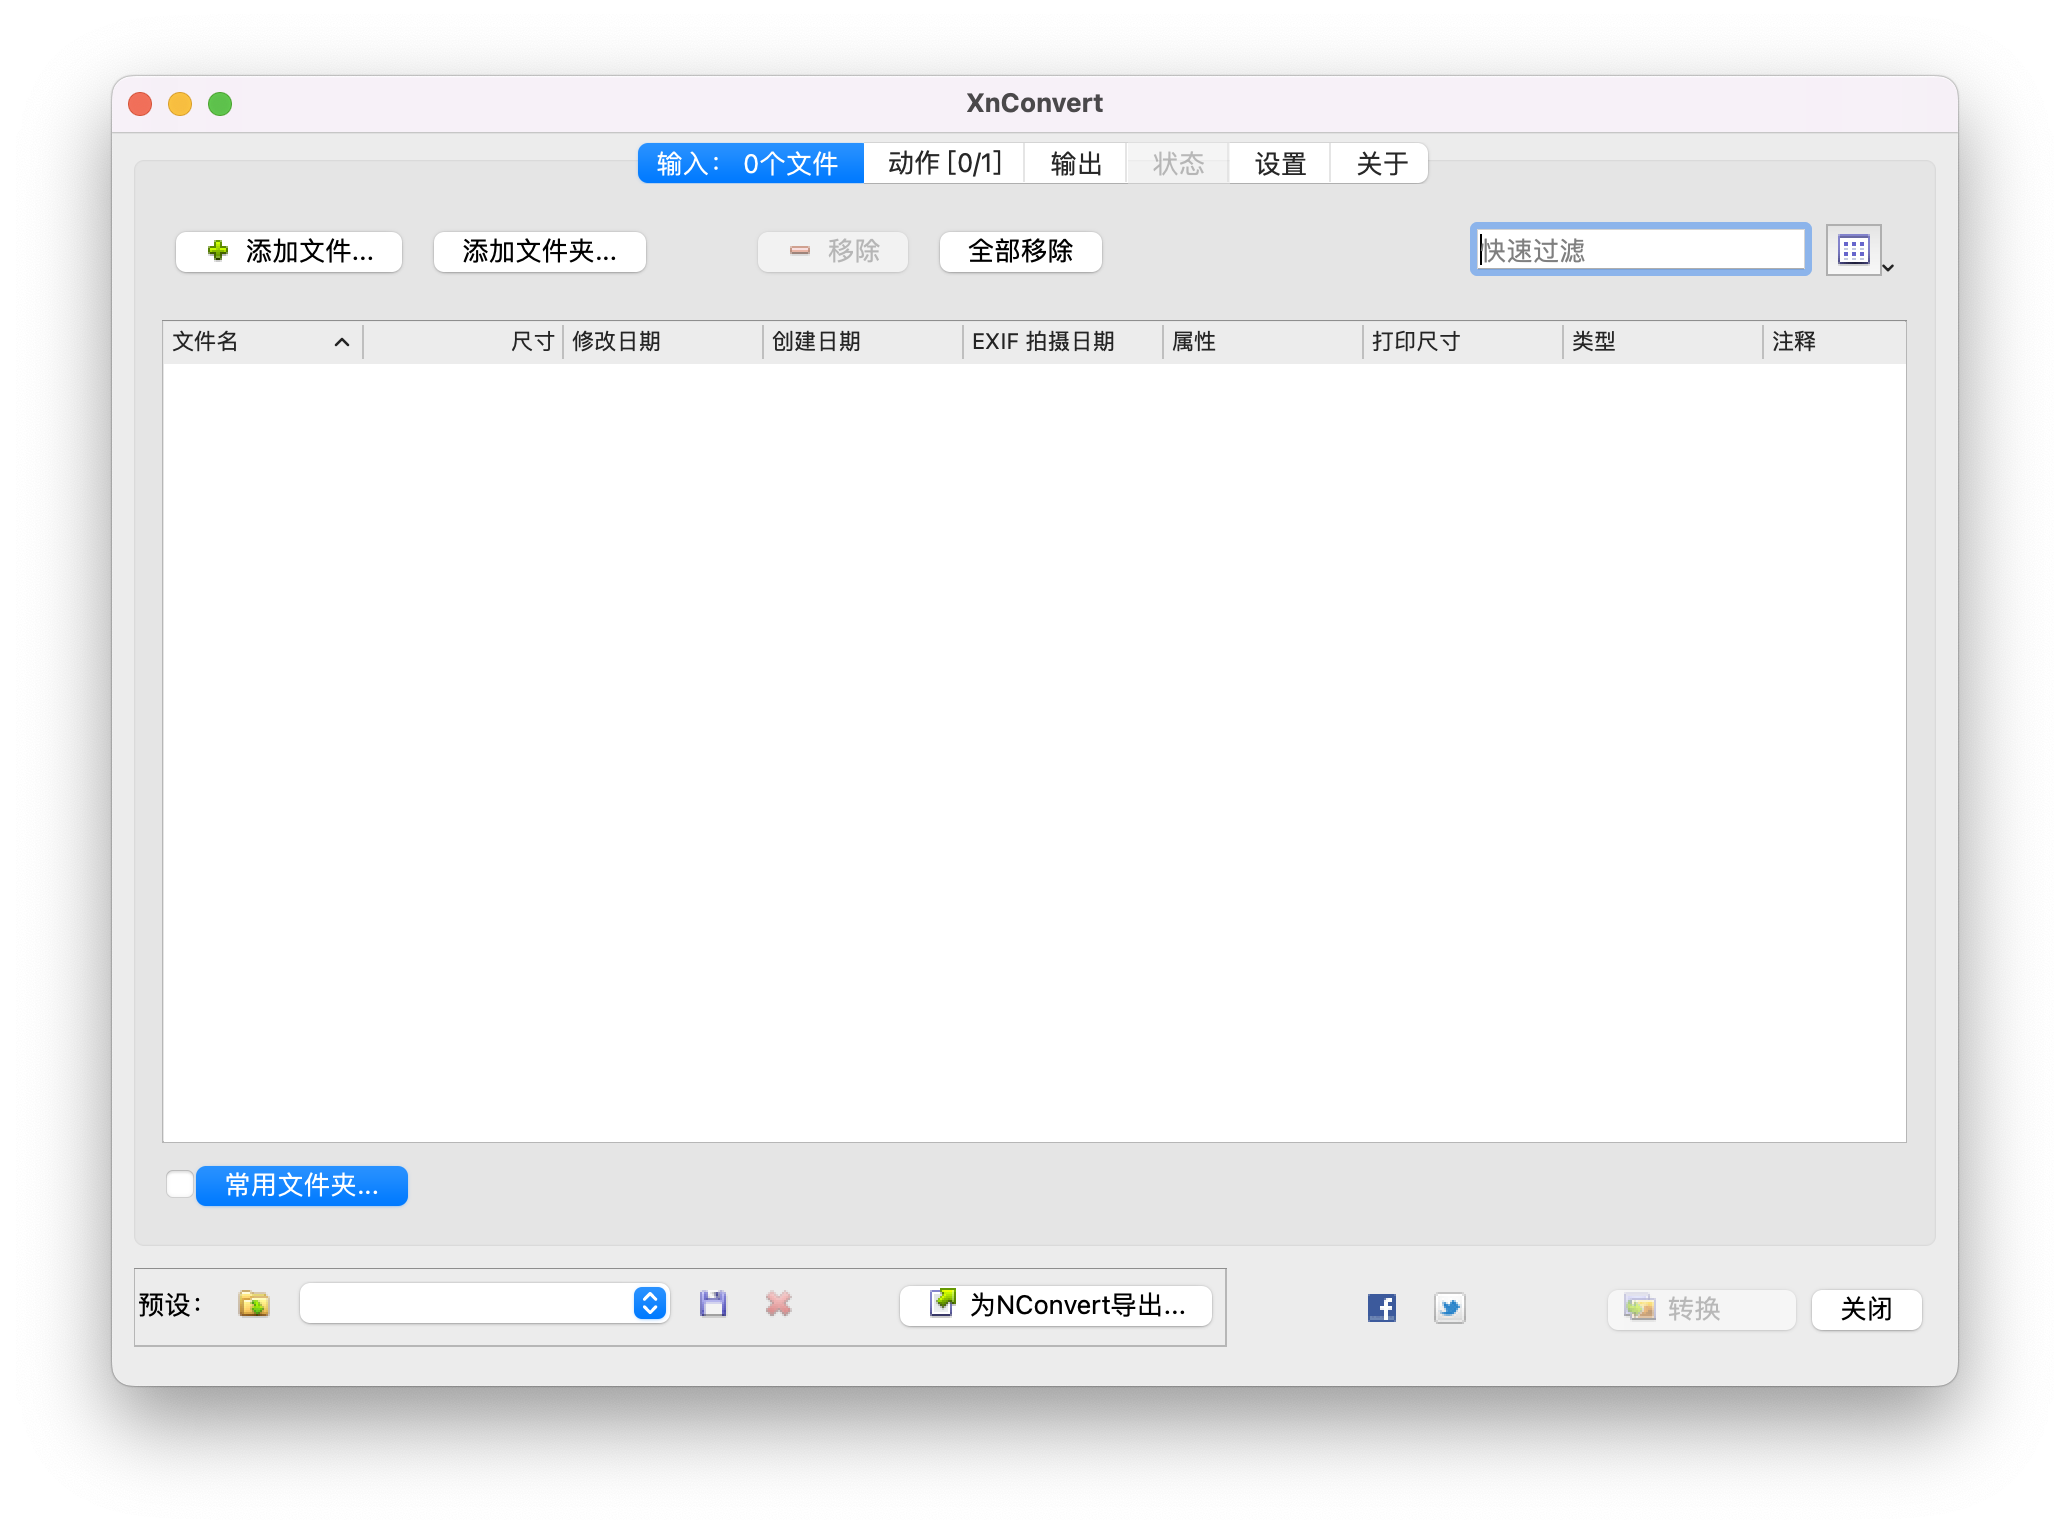 XnConvert
输入： 0个文件 动作 [0/1] 输出 状态 设置 关于
添加文件... 添加文件夹... 移除 全部移除 快速过滤
文件名 尺寸 修改日期 创建日期 EXIF 拍摄日期 属性 打印尺寸 类型 注释
常用文件夹...
预设： 为NConvert导出... 转换 关闭